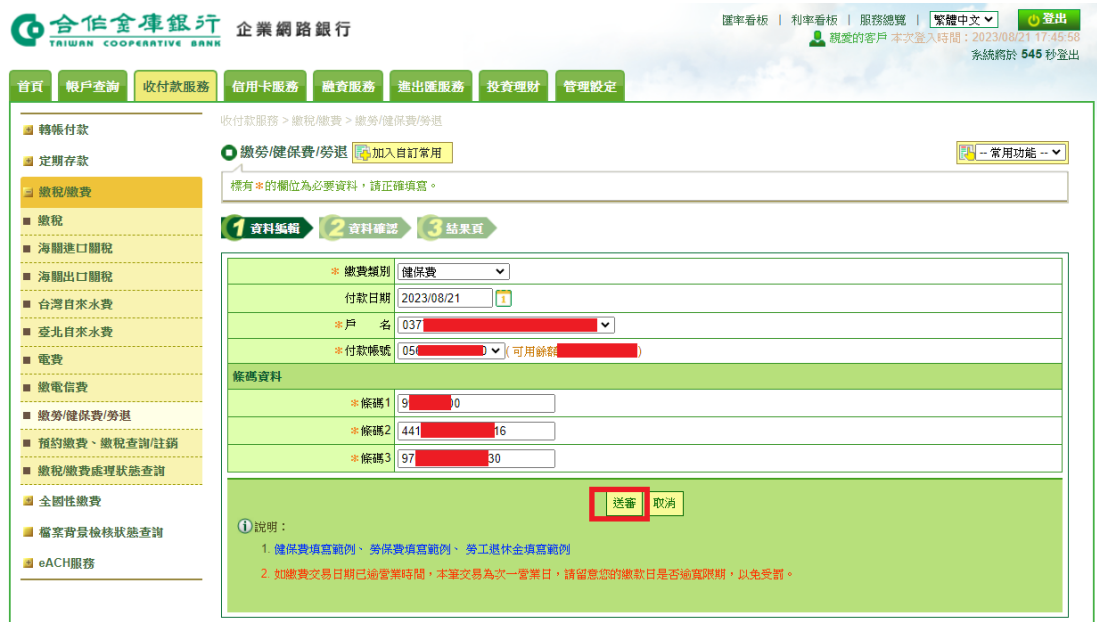 合作金庫銀行 企業網路銀行
TAIWAN COOPERATIVE BANK
匯率看板 | 利率看板 | 服務總覽 | 繁體中文 登出
親愛的客戶 本次登入時間：2023/08/21 17:45:58
系統將於 545 秒登出
首頁 帳戶查詢 收付款服務 信用卡服務 融資服務 進出匯服務 投資理財 管理設定
轉帳付款
定期存款
繳稅/繳費
繳稅
海關進口關稅
海關出口關稅
台灣自來水費
臺北自來水費
電費
繳電信費
繳勞/健保費/勞退
預約繳費、繳稅查詢/註銷
繳稅/繳費處理狀態查詢
全國性繳費
檔案背景檢核狀態查詢
eACH服務
收付款服務 > 繳稅/繳費 > 繳勞/健保費/勞退
繳勞/健保費/勞退 加入自訂常用
-- 常用功能 --
標有*的欄位為必要資料，請正確填寫。
1 資料編輯 2 資料確認 3 結果頁
* 繳費類別 健保費
付款日期 2023/08/21
*戶 名 037
*付款帳號 05 0 (可用餘額 )
條碼資料
*條碼1 9 00
*條碼2 441 16
*條碼3 97 30
送審 取消
說明：
1. 健保費填寫範例、 勞保費填寫範例、 勞工退休金填寫範例
2. 如繳費交易日期已逾營業時間，本筆交易為次一營業日，請留意您的繳款日是否逾寬限期，以免受罰。